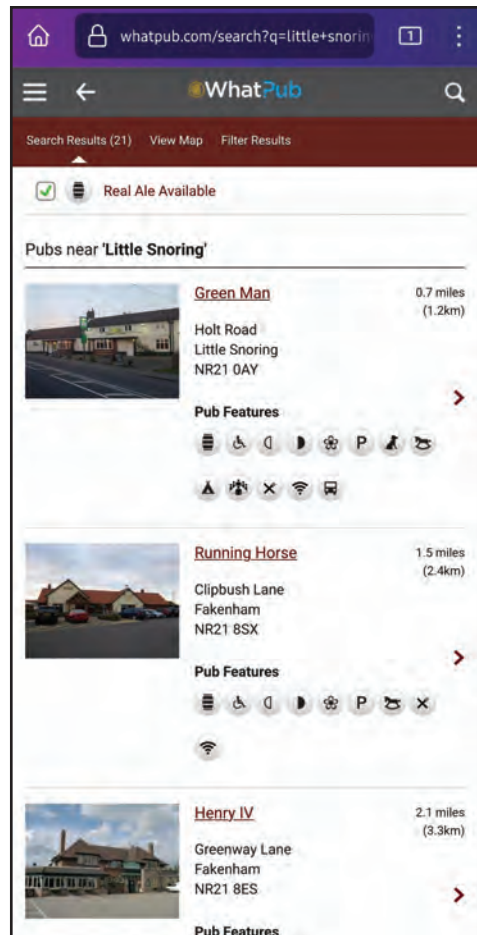 whatpub.com/search?q=little+snorin
1
WhatPub
Search Results (21) View Map Filter Results
Real Ale Available
Pubs near 'Little Snoring'
Green Man
0.7 miles
(1.2km)
Holt Road
Little Snoring
NR21 0AY
Pub Features
P
Running Horse
1.5 miles
(2.4km)
Clipbush Lane
Fakenham
NR21 8SX
Pub Features
P
Henry IV
2.1 miles
(3.3km)
Greenway Lane
Fakenham
NR21 8ES
Pub Features